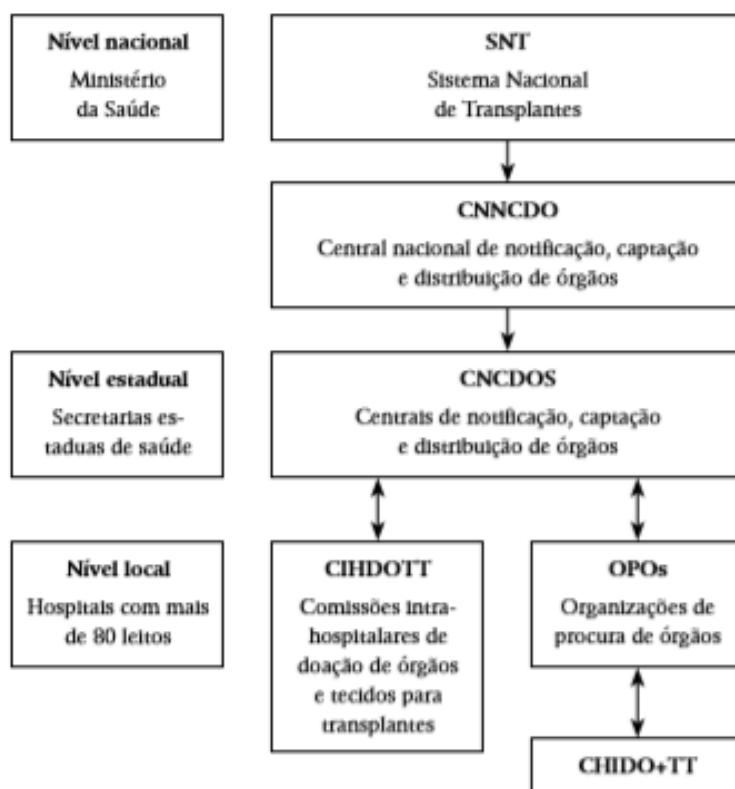 Nível nacional
Ministério
da Saúde
SNT
Sistema Nacional
de Transplantes
CNNCDO
Central nacional de notificação, captação
e distribuição de órgãos
Nível estadual
Secretarias es-
taduas de saúde
CNCDOS
Centrais de notificação, captação
e distribuição de órgãos
Nível local
Hospitais com mais
de 80 leitos
CIHDOTT
Comissões intra-
hospitalares de
doação de órgãos
e tecidos para
transplantes
OPOs
Organizações de
procura de órgãos
CHIDO+TT